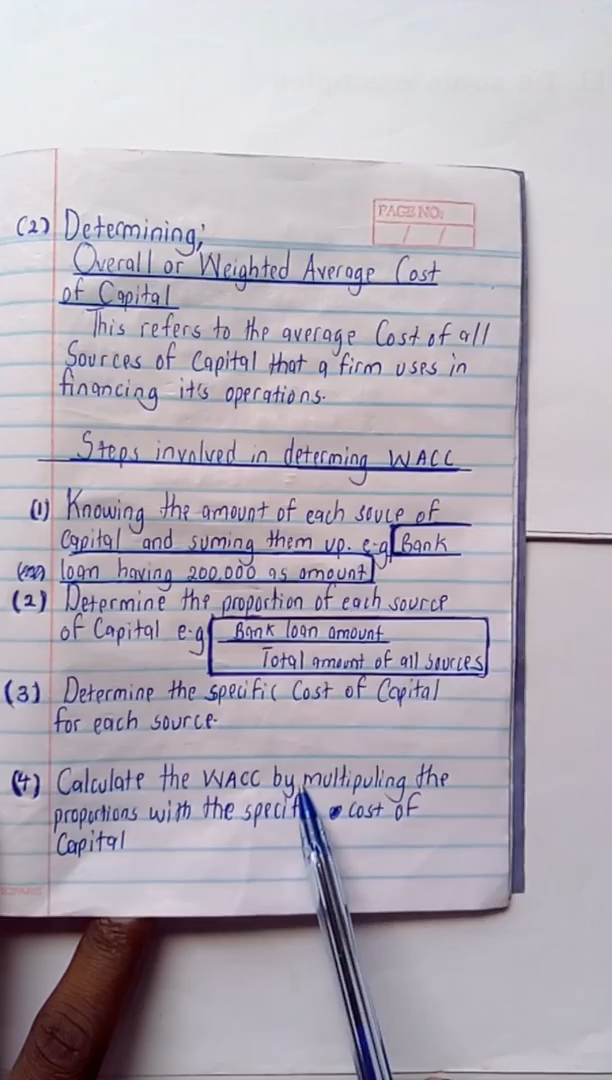 PAGE NO:
(2) Determining;
Overall or Weighted Average Cost
of Capital
This refers to the average Cost of all
Sources of Capital that a firm uses in
financing it's operations.
Steps involved in determing WACC
(1) Knowing the amount of each souce of
Capital and suming them up. e.g Bank
loan having 200,000 as amount
(2) Determine the proportion of each source
of Capital e.g Bank loan amount
Total amount of all sources
(3) Determine the specific Cost of Capital
for each source.
(4) Calculate the WACC by multipuling the
proportions with the specif cost of
Capital